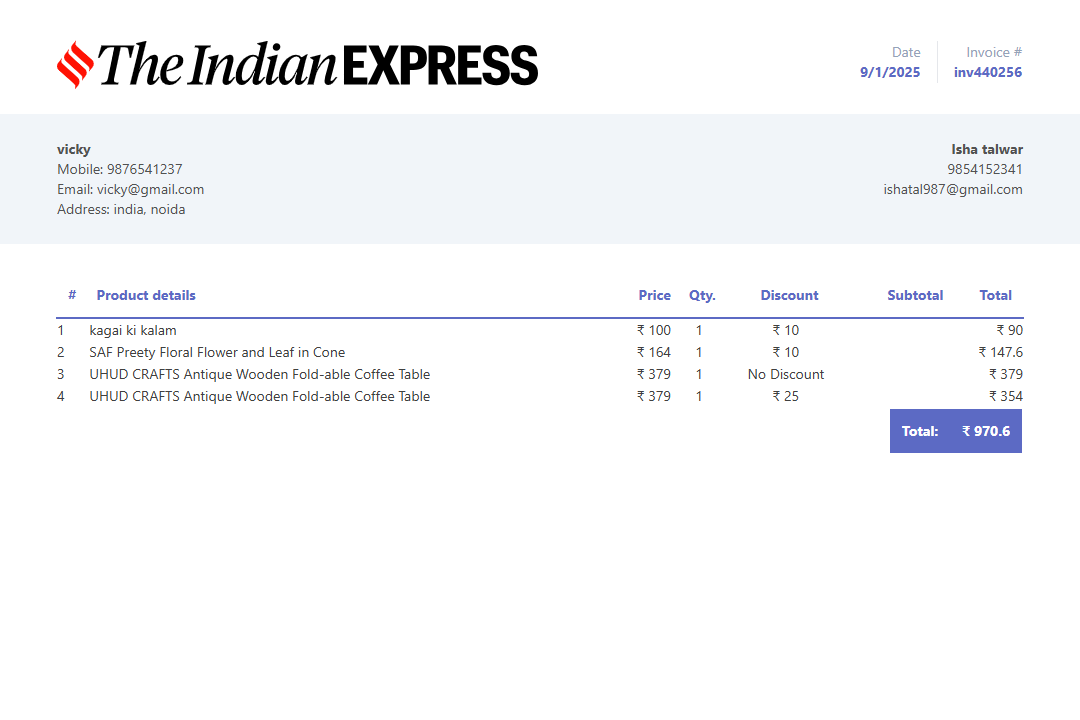 The Indian EXPRESS
Date Invoice #
9/1/2025 inv440256
vicky
Mobile: 9876541237
Email: vicky@gmail.com
Address: india, noida
Isha talwar
9854152341
ishatal987@gmail.com
# Product details Price Qty. Discount Subtotal Total
1 kagai ki kalam ₹ 100 1 ₹ 10 ₹ 90
2 SAF Preety Floral Flower and Leaf in Cone ₹ 164 1 ₹ 10 ₹ 147.6
3 UHUD CRAFTS Antique Wooden Fold-able Coffee Table ₹ 379 1 No Discount ₹ 379
4 UHUD CRAFTS Antique Wooden Fold-able Coffee Table ₹ 379 1 ₹ 25 ₹ 354
Total: ₹ 970.6